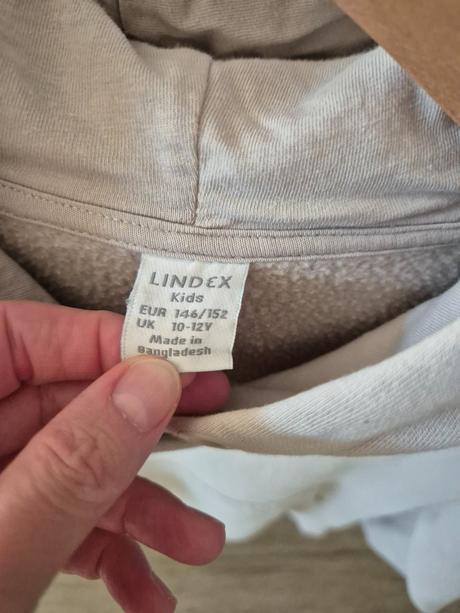 LINDEX
Kids
EUR 146/152
UK 10-12Y
Made in
Bangladesh